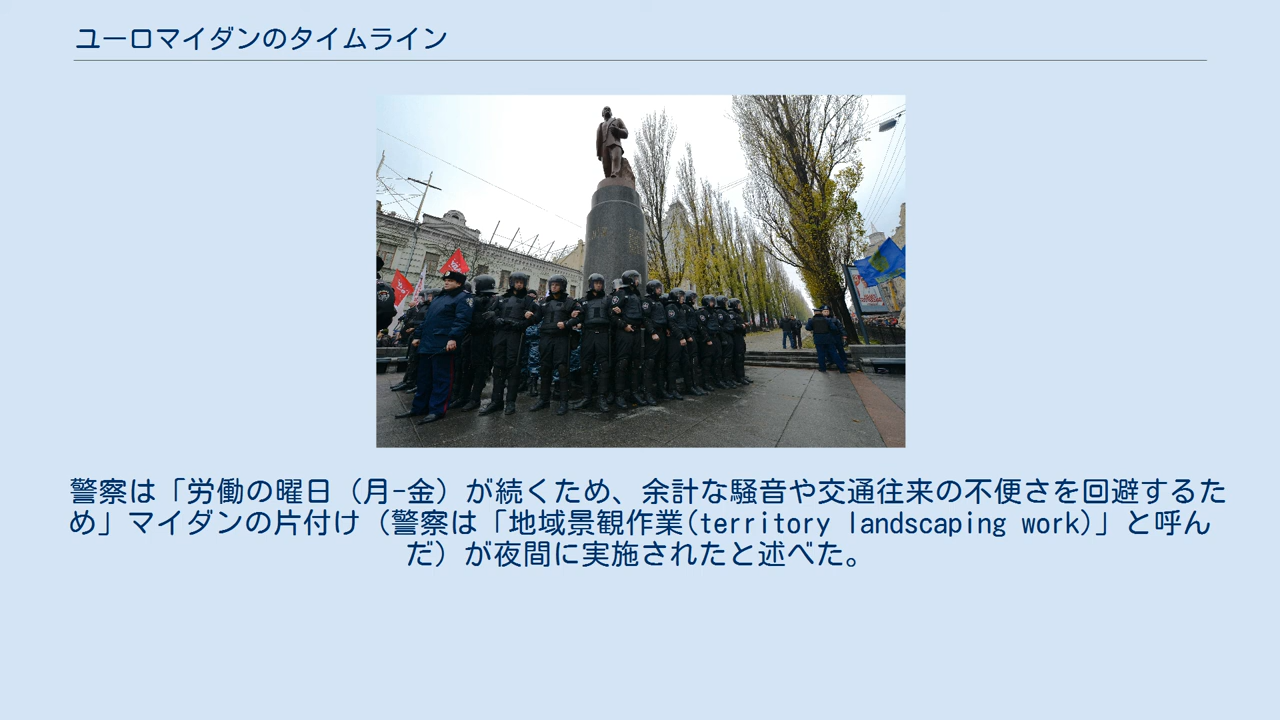 ユーロマイダンのタイムライン
警察は「労働の曜日（月-金）が続くため、余計な騒音や交通往来の不便さを回避するた
め」マイダンの片付け（警察は「地域景観作業(territory landscaping work)」と呼ん
だ）が夜間に実施されたと述べた。